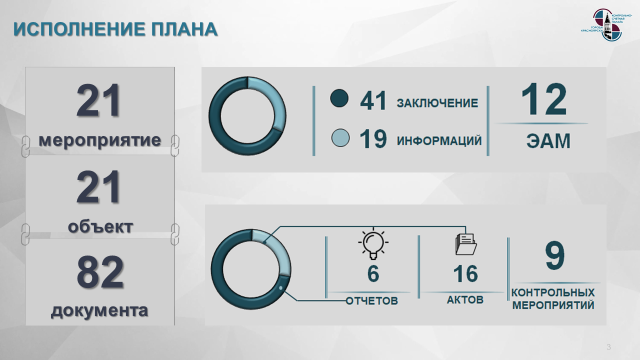 ИСПОЛНЕНИЕ ПЛАНА
21
мероприятие
21
объект
82
документа
41 ЗАКЛЮЧЕНИЕ
19 ИНФОРМАЦИЙ
12
ЭАМ
6
ОТЧЕТОВ
16
АКТОВ
9
КОНТРОЛЬНЫХ
МЕРОПРИЯТИЙ
3